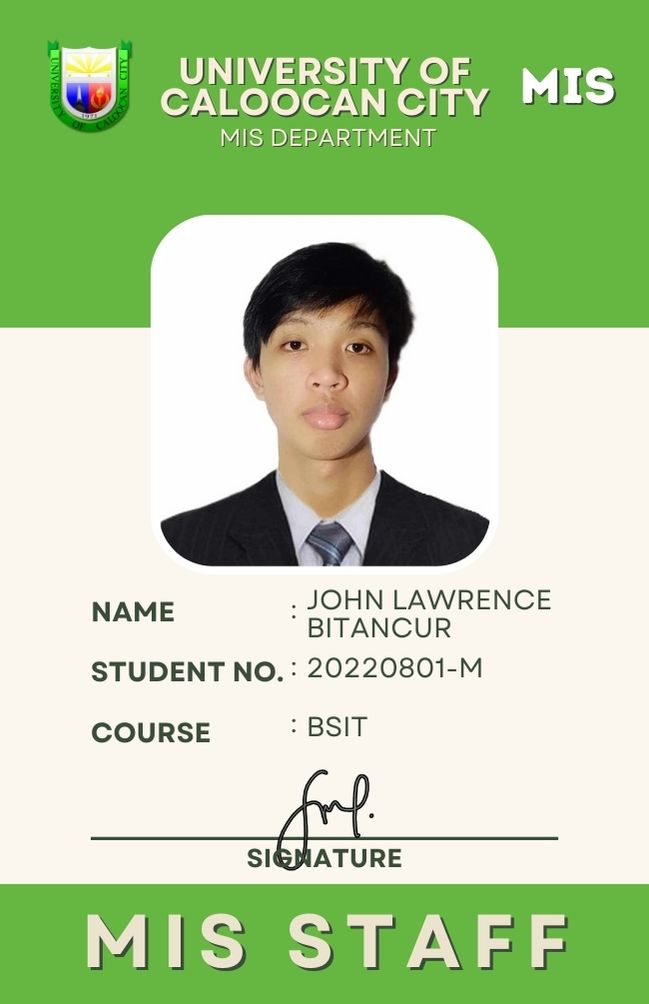 UNIVERSITY OF CALOOCAN CITY
1971
UNIVERSITY OF
CALOOCAN CITY
MIS
MIS DEPARTMENT
NAME : JOHN LAWRENCE
BITANCUR
STUDENT NO. : 20220801-M
COURSE : BSIT
SIGNATURE
MIS STAFF